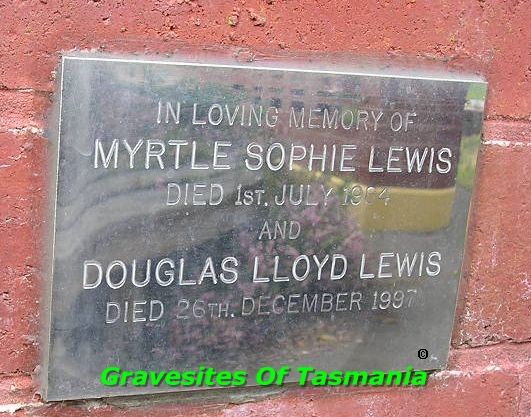 IN LOVING MEMORY OF
MYRTLE SOPHIE LEWIS
DIED 1ST. JULY 1984
AND
DOUGLAS LLOYD LEWIS
DIED 26TH. DECEMBER 1997
©
Gravesites Of Tasmania